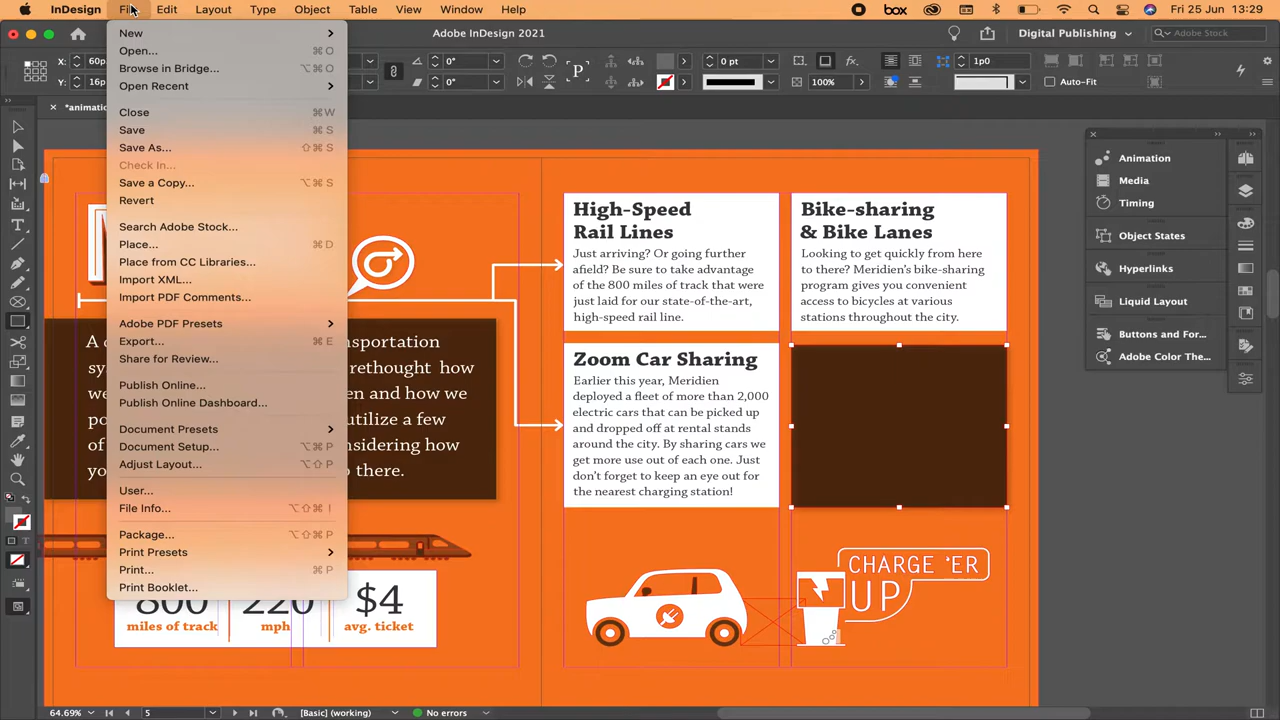 InDesign File Edit Layout Type Object Table View Window Help box Fri 25 Jun 13:29
Adobe InDesign 2021 Digital Publishing Adobe Stock
X: 60p
Y: 16p
0°
0°
P
fx.
0 pt
100%
1p0
Auto-Fit
*animatio
New
Open... ⌘O
Browse in Bridge... ⌥⌘O
Open Recent
Close ⌘W
Save ⌘S
Save As... ⇧⌘S
Check In...
Save a Copy... ⌥⌘S
Revert
Search Adobe Stock...
Place... ⌘D
Place from CC Libraries...
Import XML...
Import PDF Comments...
Adobe PDF Presets
Export... ⌘E
Share for Review...
Publish Online...
Publish Online Dashboard...
Document Presets
Document Setup... ⌥⌘P
Adjust Layout... ⌥⇧P
User...
File Info... ⌥⇧⌘I
Package... ⌥⇧⌘P
Print Presets
Print... ⌘P
Print Booklet...
A
sy
po
of
yo
nsportation
rethought how
en and how we
utilize a few
nsidering how
o there.
800 220 $4
miles of track mph avg. ticket
High-Speed
Rail Lines
Just arriving? Or going further
afield? Be sure to take advantage
of the 800 miles of track that were
just laid for our state-of-the-art,
high-speed rail line.
Bike-sharing
& Bike Lanes
Looking to get quickly from here
to there? Meridien's bike-sharing
program gives you convenient
access to bicycles at various
stations throughout the city.
Zoom Car Sharing
Earlier this year, Meridien
deployed a fleet of more than 2,000
electric cars that can be picked up
and dropped off at rental stands
around the city. By sharing cars we
get more use out of each one. Just
don't forget to keep an eye out for
the nearest charging station!
CHARGE 'ER
UP
Animation
Media
Timing
Object States
Hyperlinks
Liquid Layout
Buttons and For...
Adobe Color The...
64.69% 5 [Basic] (working) No errors